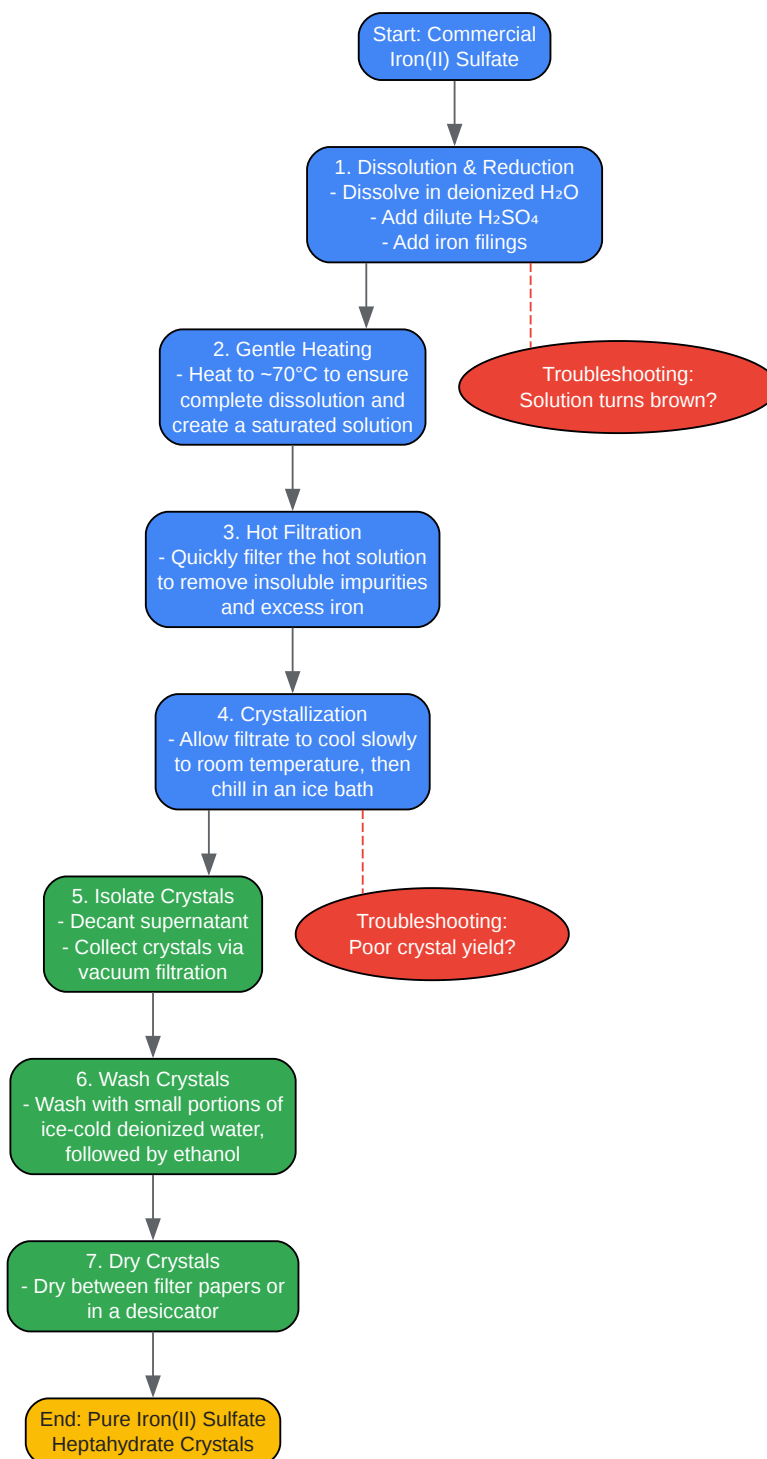 Start: Commercial
Iron(II) Sulfate
1. Dissolution & Reduction
- Dissolve in deionized H₂O
- Add dilute H₂SO₄
- Add iron filings
2. Gentle Heating
- Heat to ~70°C to ensure
complete dissolution and
create a saturated solution
Troubleshooting:
Solution turns brown?
3. Hot Filtration
- Quickly filter the hot solution
to remove insoluble impurities
and excess iron
4. Crystallization
- Allow filtrate to cool slowly
to room temperature, then
chill in an ice bath
5. Isolate Crystals
- Decant supernatant
- Collect crystals via
vacuum filtration
Troubleshooting:
Poor crystal yield?
6. Wash Crystals
- Wash with small portions of
ice-cold deionized water,
followed by ethanol
7. Dry Crystals
- Dry between filter papers or
in a desiccator
End: Pure Iron(II) Sulfate
Heptahydrate Crystals